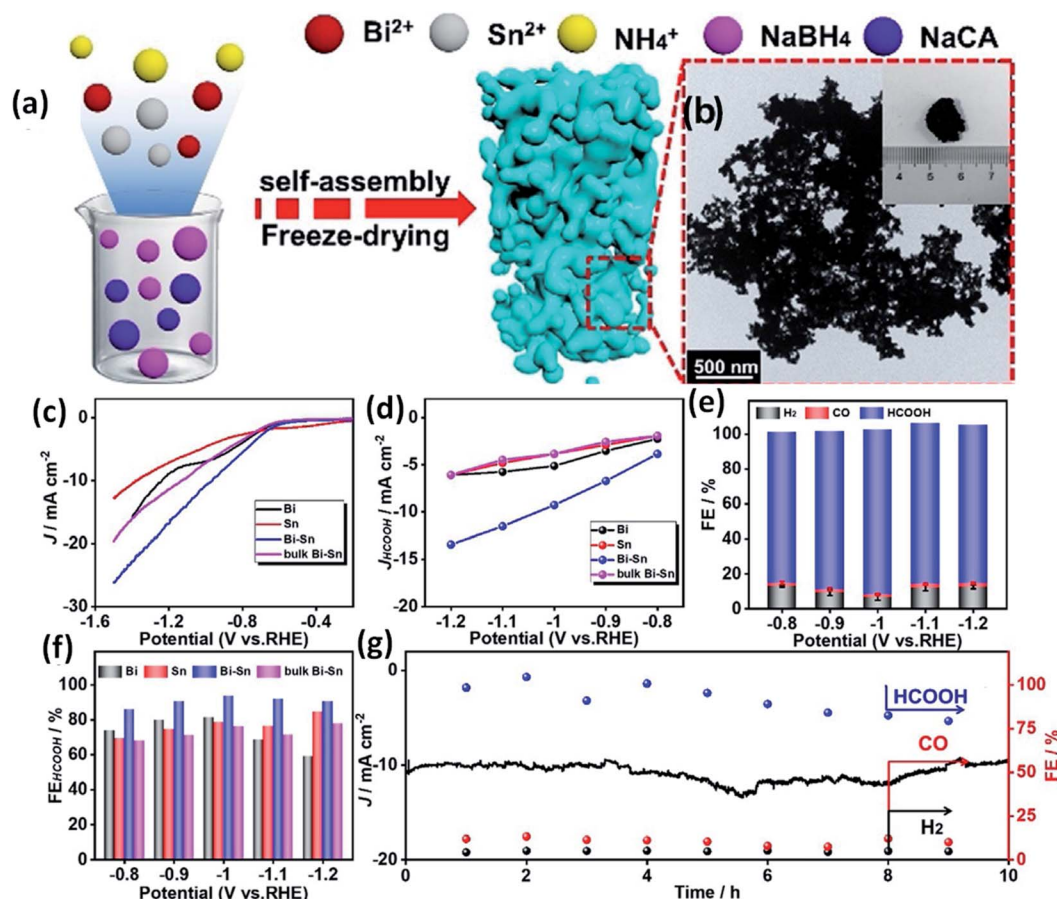 Bi²⁺ Sn²⁺ NH₄⁺ NaBH₄ NaCA
(a)
self-assembly
Freeze-drying
(b)
4 5 6 7
500 nm
(c)
J / mA cm⁻²
0
-10
-20
-30
Bi
Sn
Bi-Sn
bulk Bi-Sn
-1.6 -1.2 -0.8 -0.4
Potential (V vs.RHE)
(d)
J_HCOOH / mA cm⁻²
0
-5
-10
-15
-20
Bi
Sn
Bi-Sn
bulk Bi-Sn
-1.2 -1.1 -1 -0.9 -0.8
Potential (V vs.RHE)
(e)
H₂ CO HCOOH
FE / %
100
80
60
40
20
0
-0.8 -0.9 -1 -1.1 -1.2
Potential (V vs.RHE)
(f)
Bi Sn Bi-Sn bulk Bi-Sn
FE_HCOOH / %
100
80
60
40
20
0
-0.8 -0.9 -1 -1.1 -1.2
Potential (V vs.RHE)
(g)
J / mA cm⁻²
0
-10
-20
HCOOH
CO
H₂
100
75
50
25
0
FE / %
0 2 4 6 8 10
Time / h